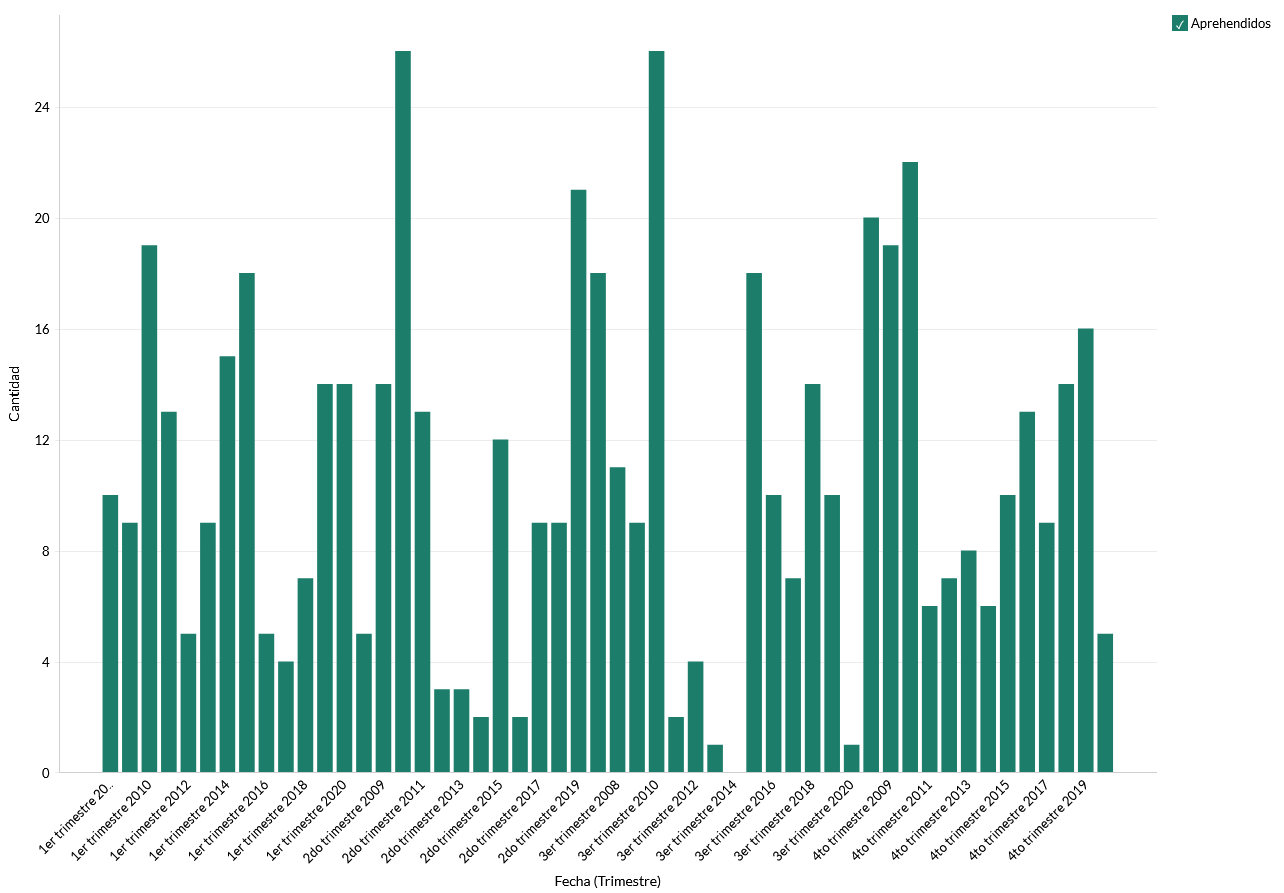 Aprehendidos
24
20
16
12
8
4
0
Cantidad
1er trimestre 20..
1er trimestre 2010
1er trimestre 2012
1er trimestre 2014
1er trimestre 2016
1er trimestre 2018
1er trimestre 2020
2do trimestre 2009
2do trimestre 2011
2do trimestre 2013
2do trimestre 2015
2do trimestre 2017
2do trimestre 2019
3er trimestre 2008
3er trimestre 2010
3er trimestre 2012
3er trimestre 2014
3er trimestre 2016
3er trimestre 2018
3er trimestre 2020
4to trimestre 2009
4to trimestre 2011
4to trimestre 2013
4to trimestre 2015
4to trimestre 2017
4to trimestre 2019
Fecha (Trimestre)